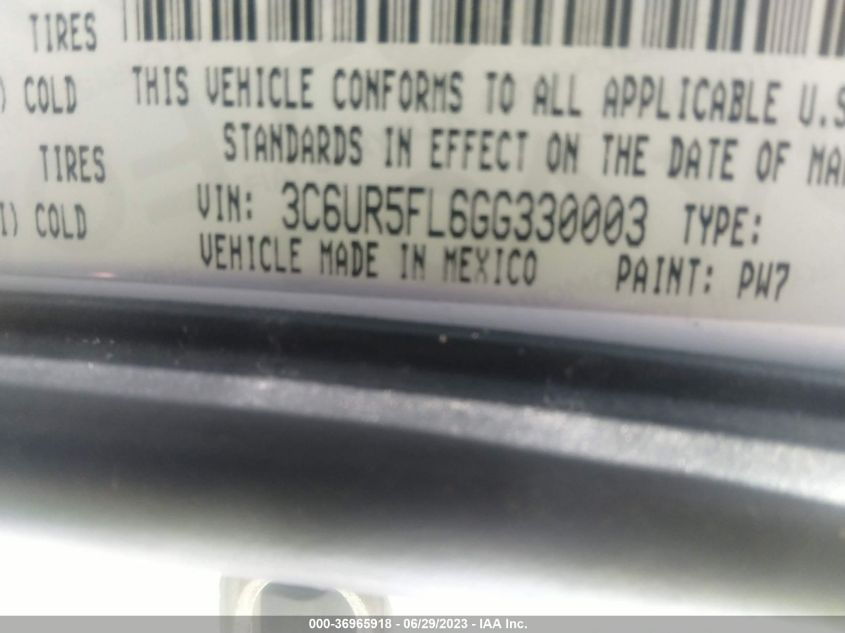 TIRES
) COLD
THIS VEHICLE CONFORMS TO ALL APPLICABLE U.S
STANDARDS IN EFFECT ON THE DATE OF MA
TIRES
I) COLD
VIN: 3C6UR5FL6GG330003 TYPE:
VEHICLE MADE IN MEXICO PAINT: PW7
000-36965918 - 06/29/2023 - IAA Inc.